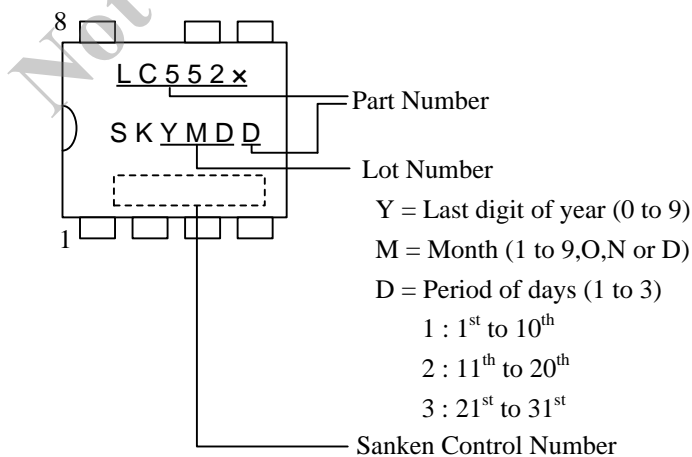 8
Not
LC552×
Part Number
SKYMD D
Lot Number
1
Y = Last digit of year (0 to 9)
M = Month (1 to 9,O,N or D)
D = Period of days (1 to 3)
1 : 1st to 10th
2 : 11th to 20th
3 : 21st to 31st
Sanken Control Number